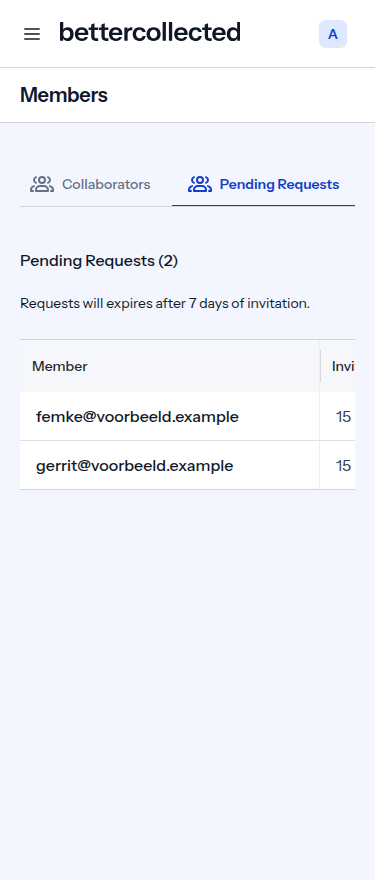 bettercollected
A
Members
Collaborators
Pending Requests
Pending Requests (2)
Requests will expires after 7 days of invitation.
Member
Invi
femke@voorbeeld.example
15
gerrit@voorbeeld.example
15